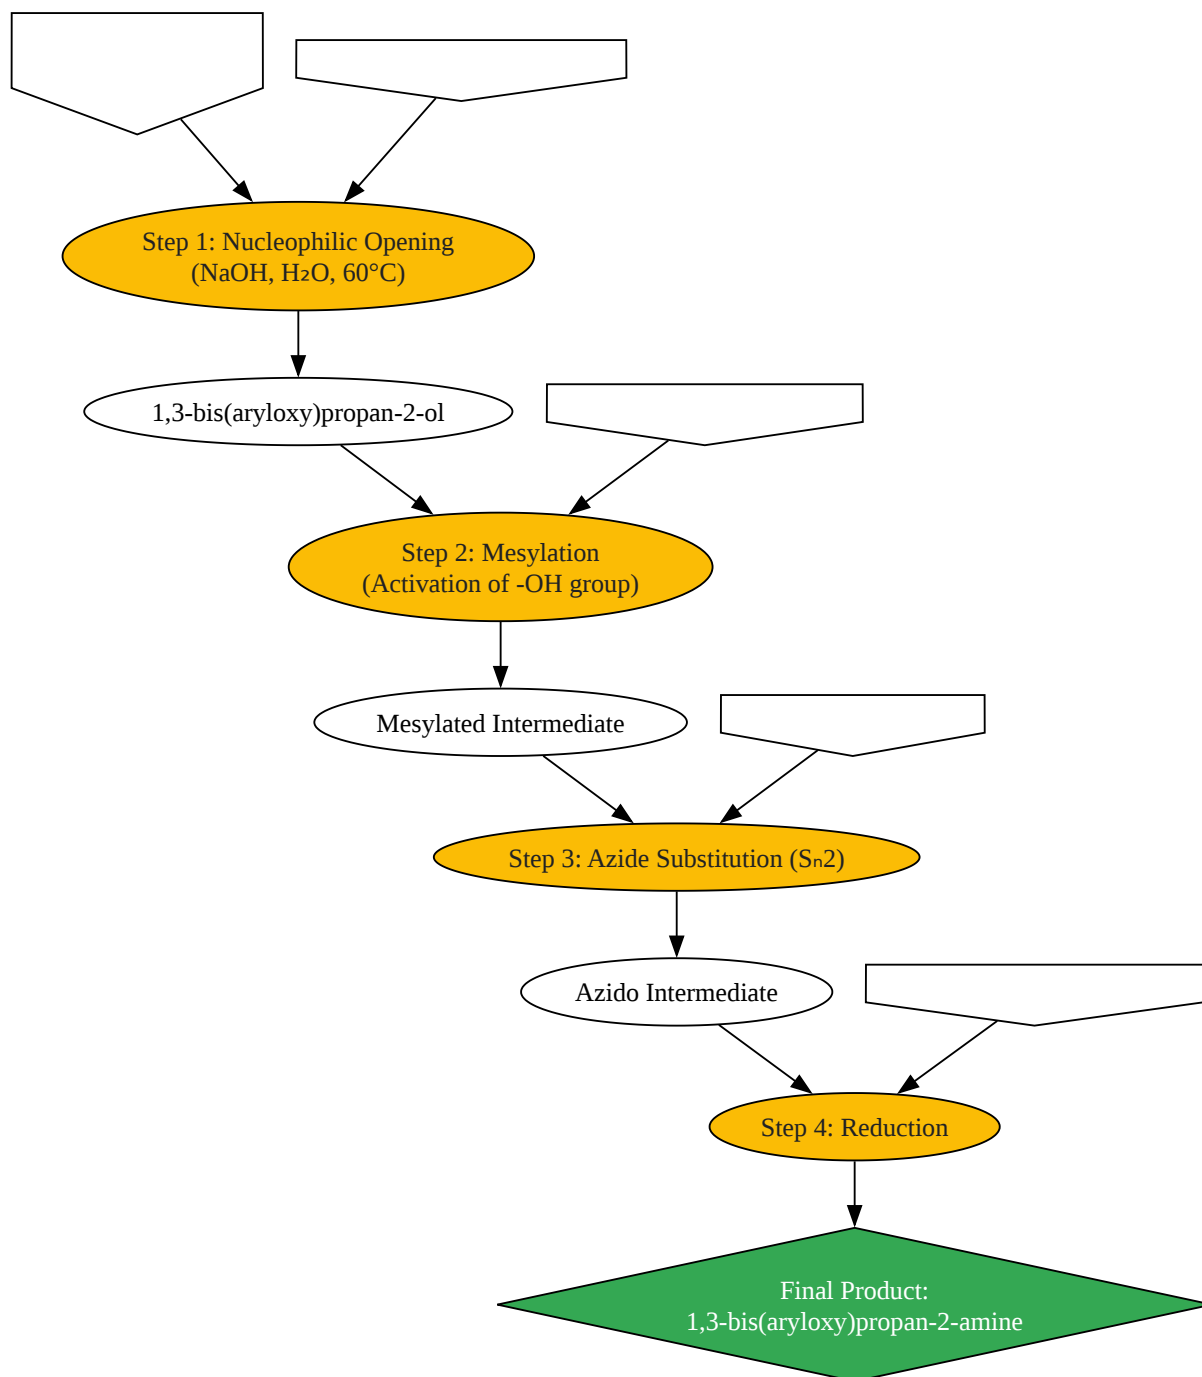 Step 1: Nucleophilic Opening
(NaOH, H₂O, 60°C)
1,3-bis(aryloxy)propan-2-ol
Step 2: Mesylation
(Activation of -OH group)
Mesylated Intermediate
Step 3: Azide Substitution (Sₙ2)
Azido Intermediate
Step 4: Reduction
Final Product:
1,3-bis(aryloxy)propan-2-amine